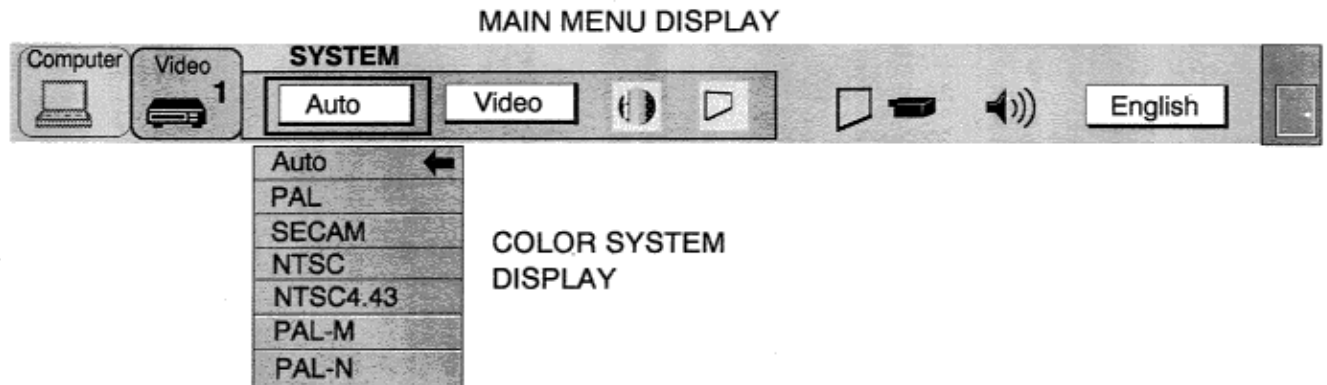 MAIN MENU DISPLAY
Computer
Video
1
SYSTEM
Auto
Video
English
Auto
PAL
SECAM
NTSC
NTSC4.43
PAL-M
PAL-N
COLOR SYSTEM
DISPLAY